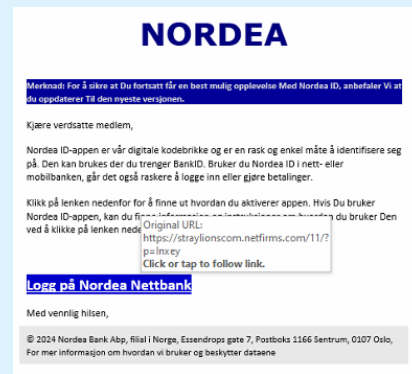 NORDEA
Merknad: For å sikre at Du fortsatt får en best mulig opplevelse Med Nordea ID, anbefaler Vi at
du oppdaterer Til den nyeste versjonen.
Kjære verdsatte medlem,
Nordea ID-appen er vår digitale kodebrikke og er en rask og enkel måte å identifisere seg
på. Den kan brukes der du trenger BankID. Bruker du Nordea ID i nett- eller
mobilbanken, går det også raskere å logge inn eller gjøre betalinger.
Klikk på lenken nedenfor for å finne ut hvordan du aktiverer appen. Hvis Du bruker
Nordea ID-appen, kan du du bruker Den
ved å klikke på lenken nede
Original URL:
https://straylionscom.netfirms.com/11/?
p=lnxey
Click or tap to follow link.
Logg på Nordea Nettbank
Med vennlig hilsen,
© 2024 Nordea Bank Abp, filial i Norge, Essendrops gate 7, Postboks 1166 Sentrum, 0107 Oslo,
For mer informasjon om hvordan vi bruker og beskytter dataene